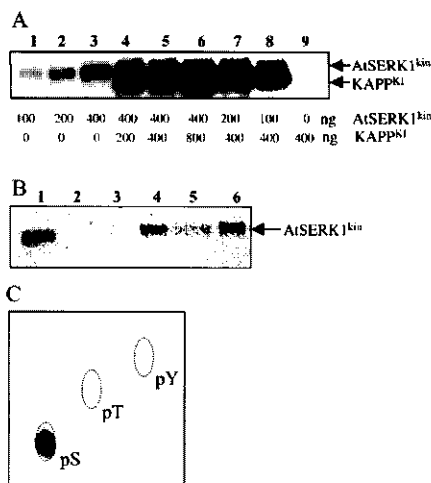 A
1 2 3 4 5 6 7 8 9
AtSERK1kin
KAPPKI
100 200 400 400 400 400 200 100 0 ng AtSERK1kin
0 0 0 200 400 800 400 400 400 ng KAPPKI
B
1 2 3 4 5 6
AtSERK1kin
C
pY
pT
pS